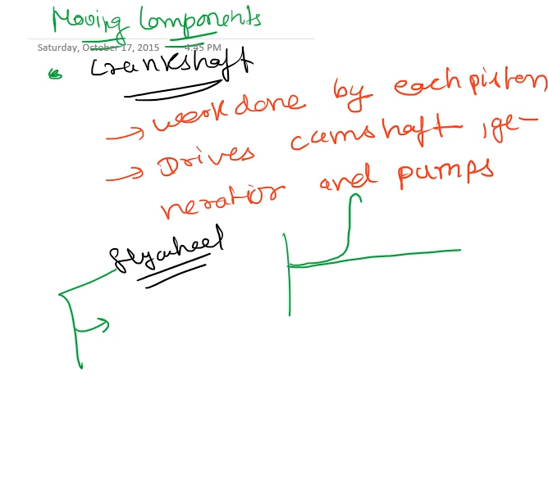 Moving Components
Saturday, October 17, 2015 4:45 PM
Crankshaft
→ Work done by each piston
→ Drives camshaft, ge-
nerator and pumps
flywheel